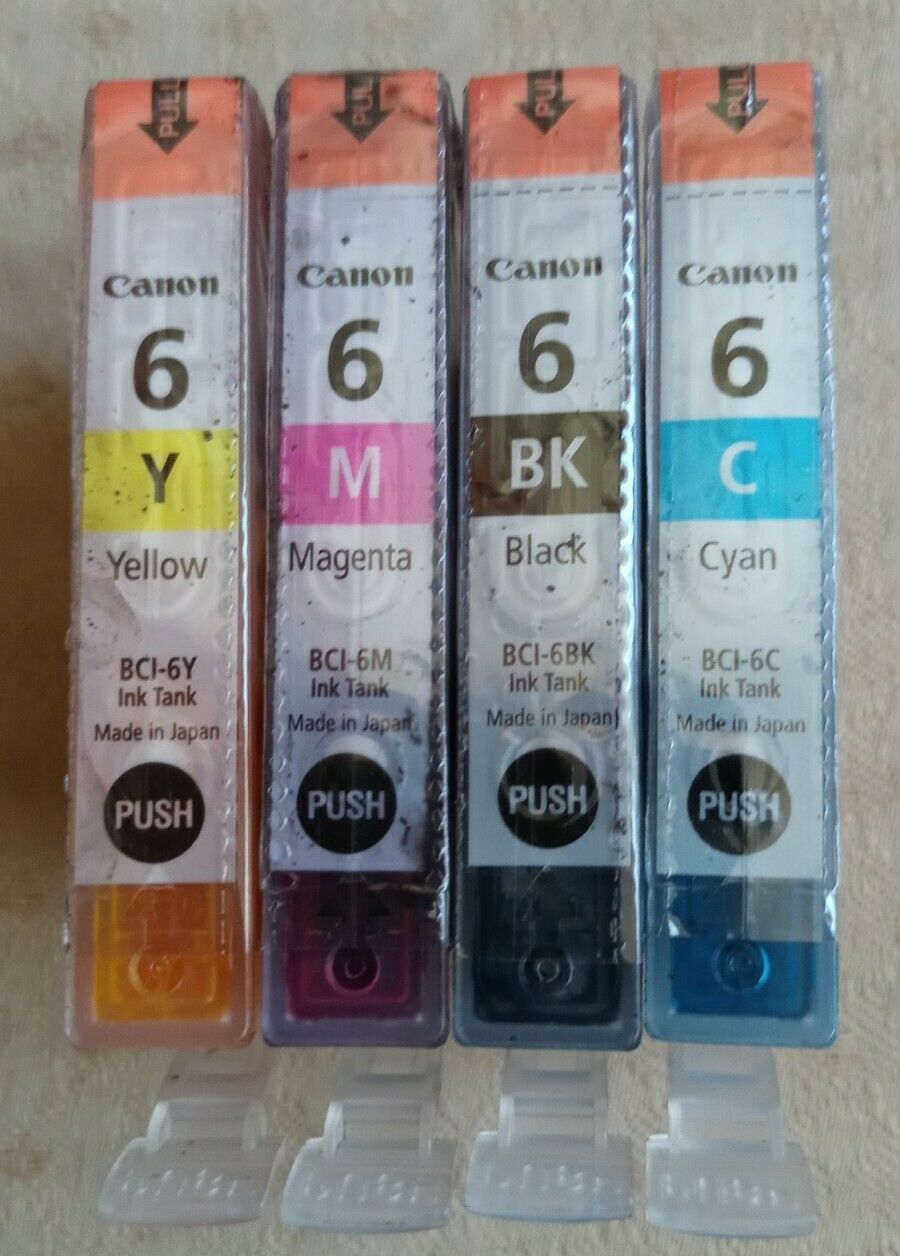 PULL
Canon
6
Y
Yellow
BCI-6Y
Ink Tank
Made in Japan
PUSH
PULL
Canon
6
M
Magenta
BCI-6M
Ink Tank
Made in Japan
PUSH
PULL
Canon
6
BK
Black
BCI-6BK
Ink Tank
Made in Japan
PUSH
PULL
Canon
6
C
Cyan
BCI-6C
Ink Tank
Made in Japan
PUSH